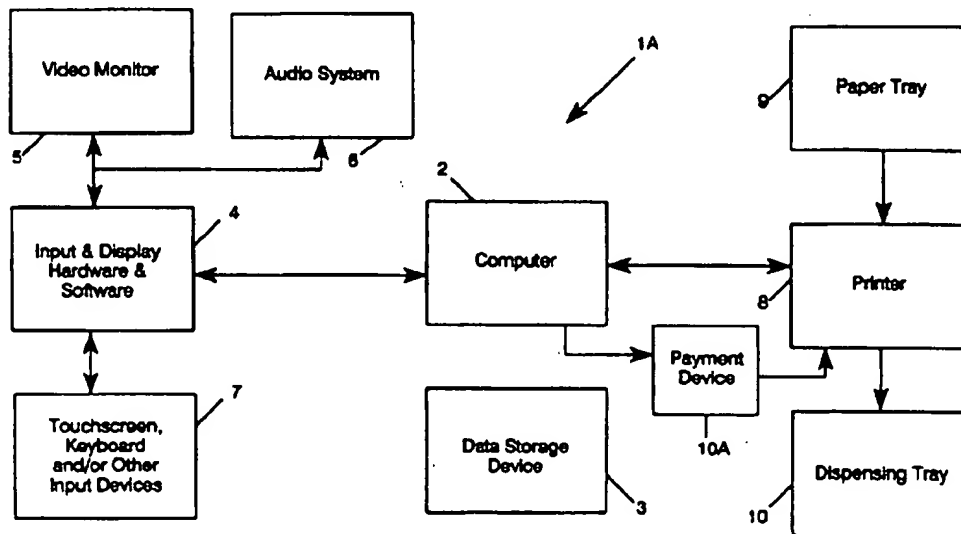 Video Monitor
5
Audio System
6
1A
Paper Tray
9
4
Input & Display
Hardware &
Software
2
Computer
Printer
8
7
Touchscreen,
Keyboard
and/or Other
Input Devices
Payment
Device
10A
Data Storage
Device
3
Dispensing Tray
10